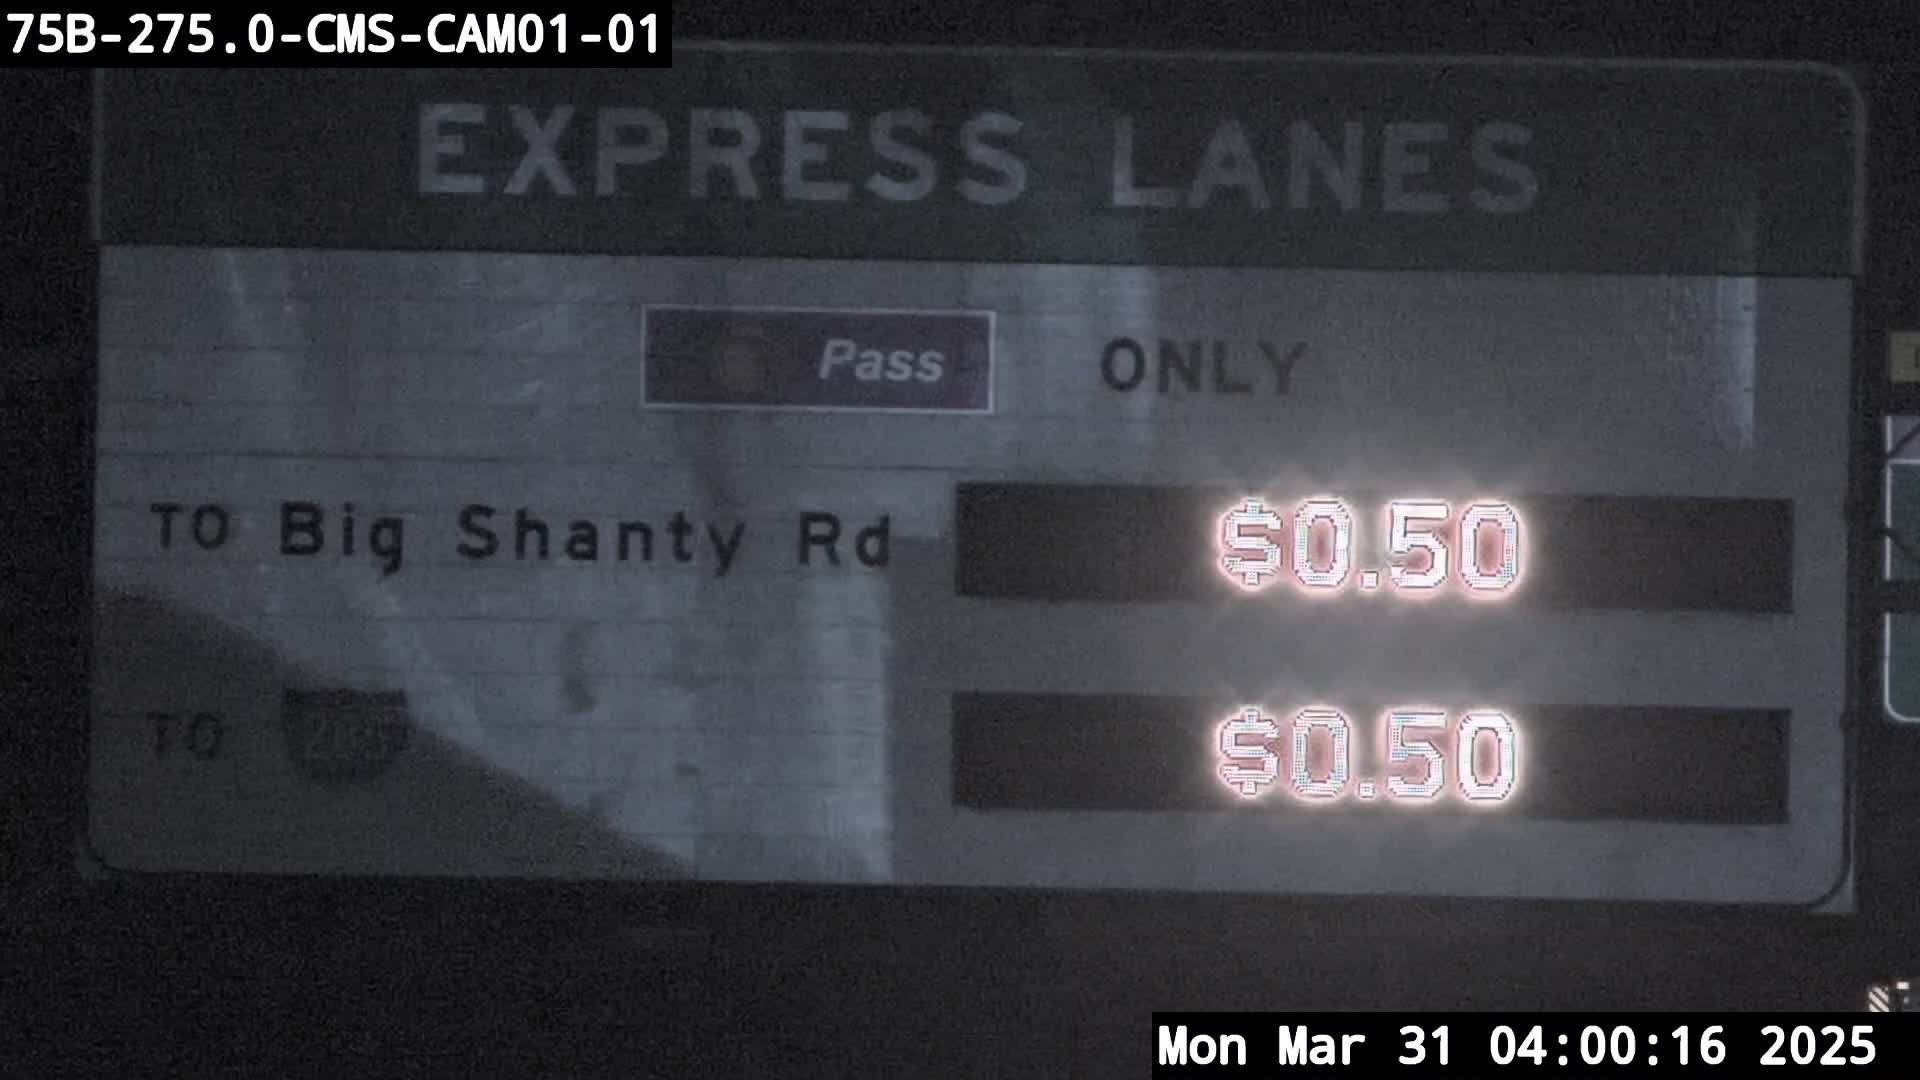 75B-275.0-CMS-CAM01-01
EXPRESS LANES
Pass ONLY
TO Big Shanty Rd $0.50
TO $0.50
Mon Mar 31 04:00:16 2025